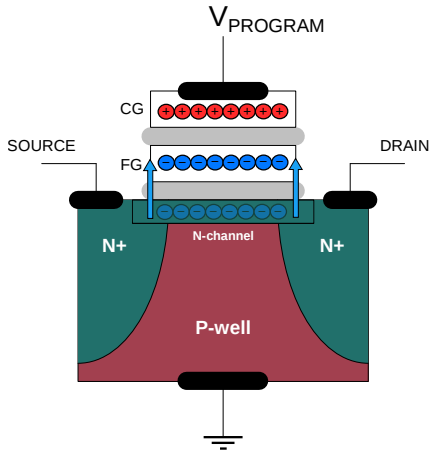 VPROGRAM
CG
SOURCE
DRAIN
FG
N-channel
N+
N+
P-well